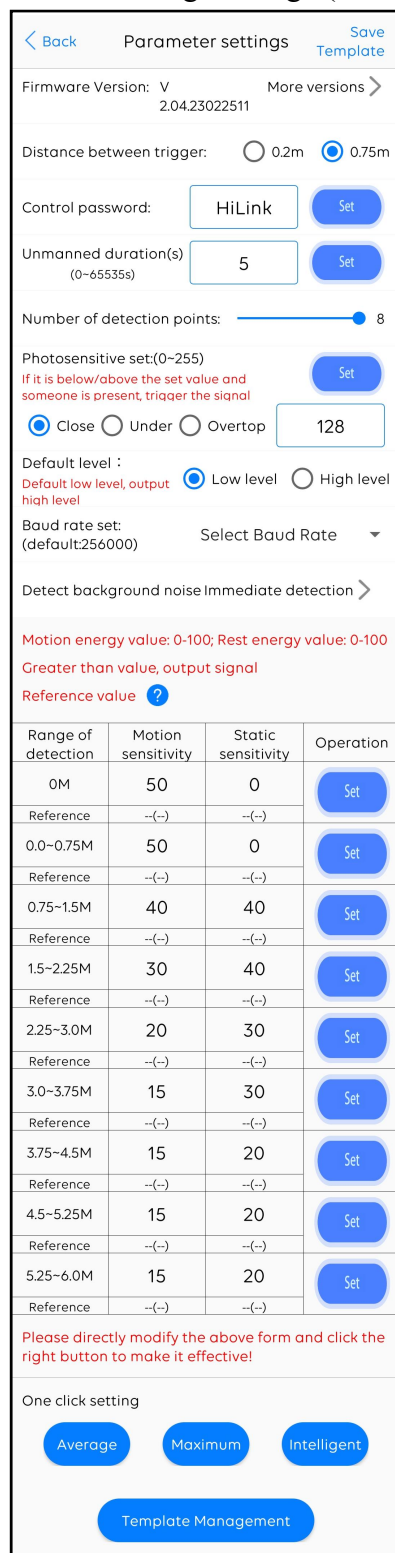 Back Parameter settings Save
Template
Firmware Version: V More versions
2.04.23022511
Distance between trigger: 0.2m 0.75m
Control password: HiLink Set
Unmanned duration(s) 5 Set
(0~65535s)
Number of detection points: 8
Photosensitive set:(0~255) Set
If it is below/above the set value and
someone is present, trigger the signal
Close Under Overtop 128
Default level：
Default low level, output Low level High level
high level
Baud rate set: Select Baud Rate
(default:256000)
Detect background noise Immediate detection
Motion energy value: 0-100; Rest energy value: 0-100
Greater than value, output signal
Reference value ?
Range of Motion Static Operation
detection sensitivity sensitivity
0M 50 0 Set
Reference --(--) --(--)
0.0~0.75M 50 0 Set
Reference --(--) --(--)
0.75~1.5M 40 40 Set
Reference --(--) --(--)
1.5~2.25M 30 40 Set
Reference --(--) --(--)
2.25~3.0M 20 30 Set
Reference --(--) --(--)
3.0~3.75M 15 30 Set
Reference --(--) --(--)
3.75~4.5M 15 20 Set
Reference --(--) --(--)
4.5~5.25M 15 20 Set
Reference --(--) --(--)
5.25~6.0M 15 20 Set
Reference --(--) --(--)
Please directly modify the above form and click the
right button to make it effective!
One click setting
Average Maximum Intelligent
Template Management